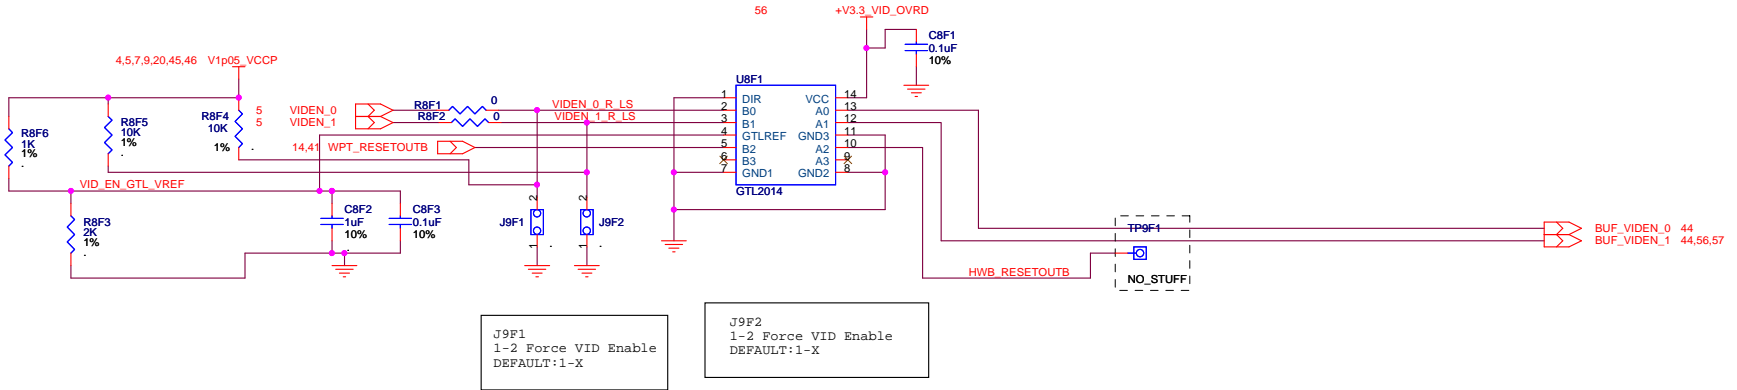 56
+V3.3_VID_OVRD
C8F1
0.1uF
10%
4,5,7,9,20,45,46 V1p05_VCCP
U8F1
1 DIR VCC 14
2 B0 A0 13
3 B1 A1 12
4 GTLREF GND3 11
5 B2 A2 10
6 B3 A3 9
7 GND1 GND2 8
GTL2014
R8F6
1K
1%
.
R8F5
10K
1%
.
R8F4
10K
1%
.
5 VIDEN_0
5 VIDEN_1
R8F1 0
R8F2 0
VIDEN_0_R_LS
VIDEN_1_R_LS
14,41 WPT_RESETOUTB
VID_EN_GTL_VREF
R8F3
2K
1%
.
C8F2
1uF
10%
.
C8F3
0.1uF
10%
2
J9F1
1
.
2
J9F2
1
.
TP9F1
NO_STUFF
HWB_RESETOUTB
BUF_VIDEN_0 44
BUF_VIDEN_1 44,56,57
J9F1
1-2 Force VID Enable
DEFAULT:1-X
J9F2
1-2 Force VID Enable
DEFAULT:1-X